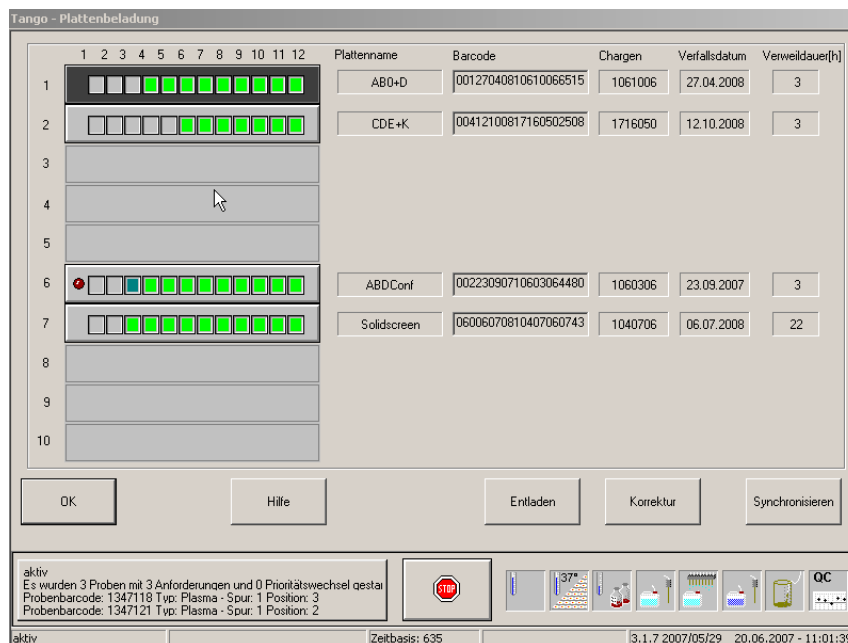 Tango - Plattenbeladung
1 2 3 4 5 6 7 8 9 10 11 12 Plattenname Barcode Chargen Verfallsdatum Verweildauer[h]
1 AB0+D 00127040810610066515 1061006 27.04.2008 3
2 CDE+K 00412100817160502508 1716050 12.10.2008 3
3
4
5
6 ABDConf 00223090710603064480 1060306 23.09.2007 3
7 Solidscreen 06006070810407060743 1040706 06.07.2008 22
8
9
10
OK Hilfe Entladen Korrektur Synchronisieren
aktiv
Es wurden 3 Proben mit 3 Anforderungen und 0 Prioritätswechsel gestar
Probenbarcode: 1347118 Typ: Plasma - Spur: 1 Position: 3
Probenbarcode: 1347121 Typ: Plasma - Spur: 1 Position: 2
STOP 37° QC
aktiv Zeitbasis: 635 3.1.7 2007/05/29 20.06.2007 - 11:01:3